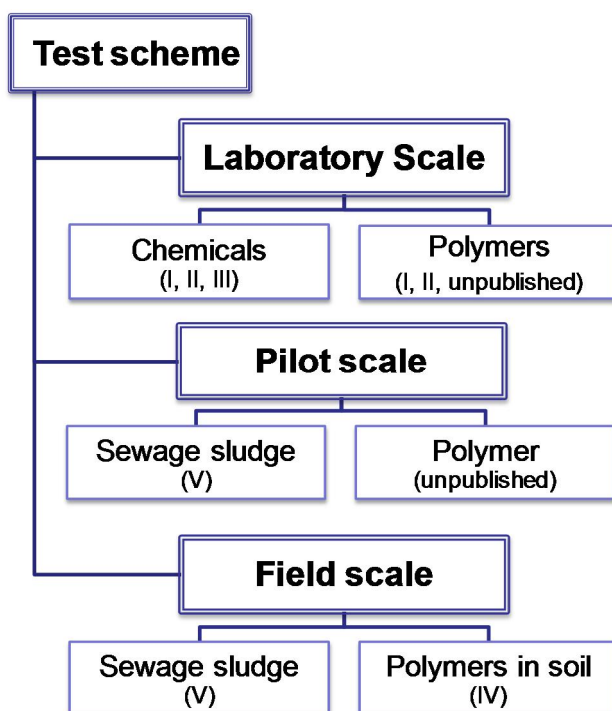 Test scheme
Laboratory Scale
Chemicals
(I, II, III)
Polymers
(I, II, unpublished)
Pilot scale
Sewage sludge
(V)
Polymer
(unpublished)
Field scale
Sewage sludge
(V)
Polymers in soil
(IV)